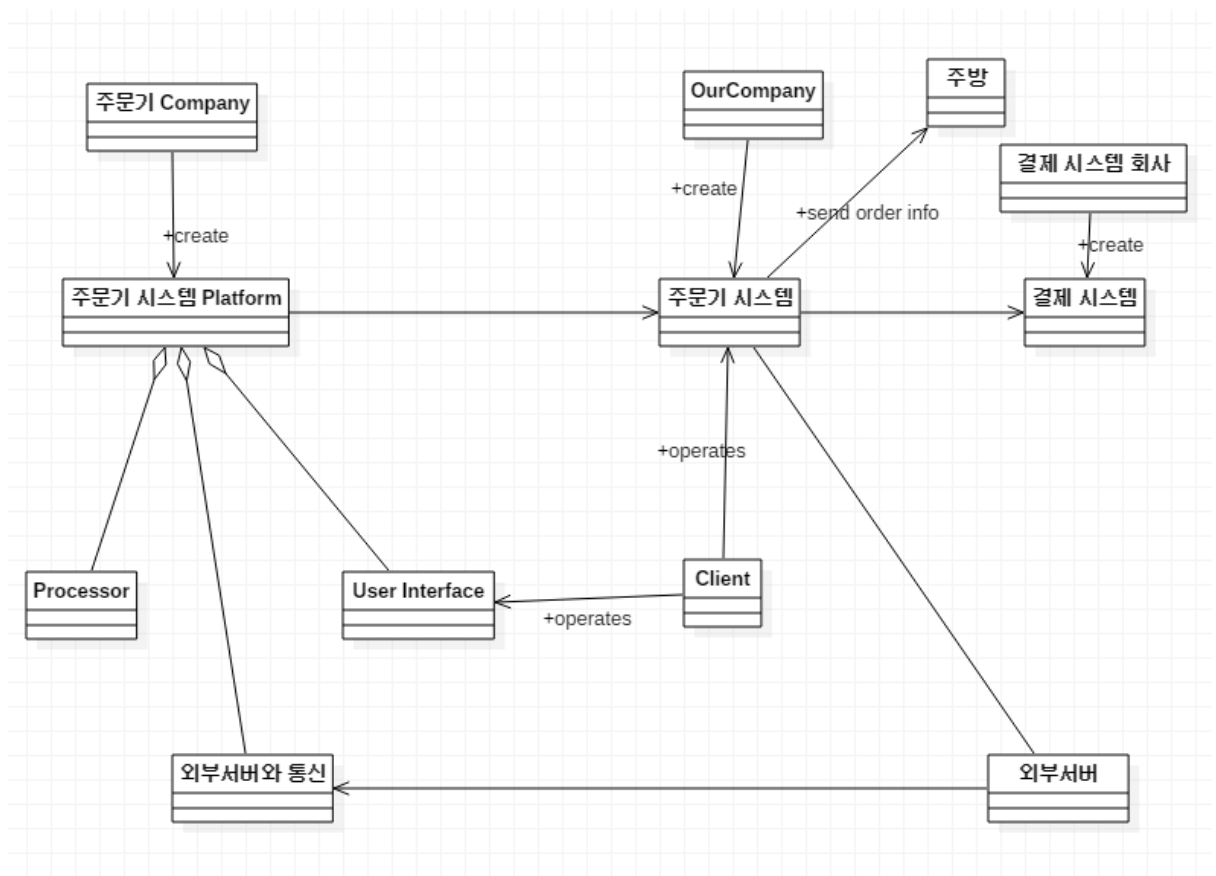 주문기 Company
OurCompany
주방
결제 시스템 회사
+create
+send order info
+create
+create
주문기 시스템 Platform
주문기 시스템
결제 시스템
+operates
Processor
User Interface
Client
+operates
외부서버와 통신
외부서버